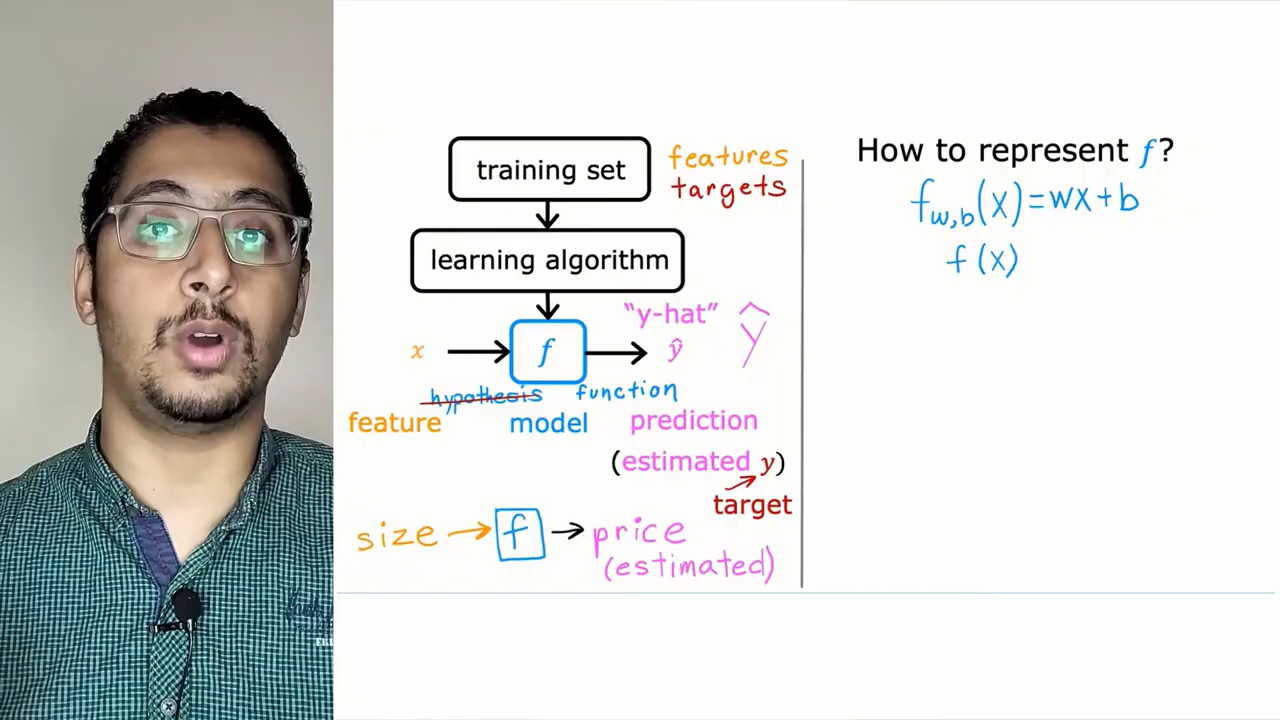 training set
features
targets
learning algorithm
"y-hat"
ŷ
x
f
ŷ
hypothesis
function
feature
model
prediction
(estimated y)
target
size → f → price
(estimated)
How to represent f?
f_w,b(x)=wx+b
f(x)